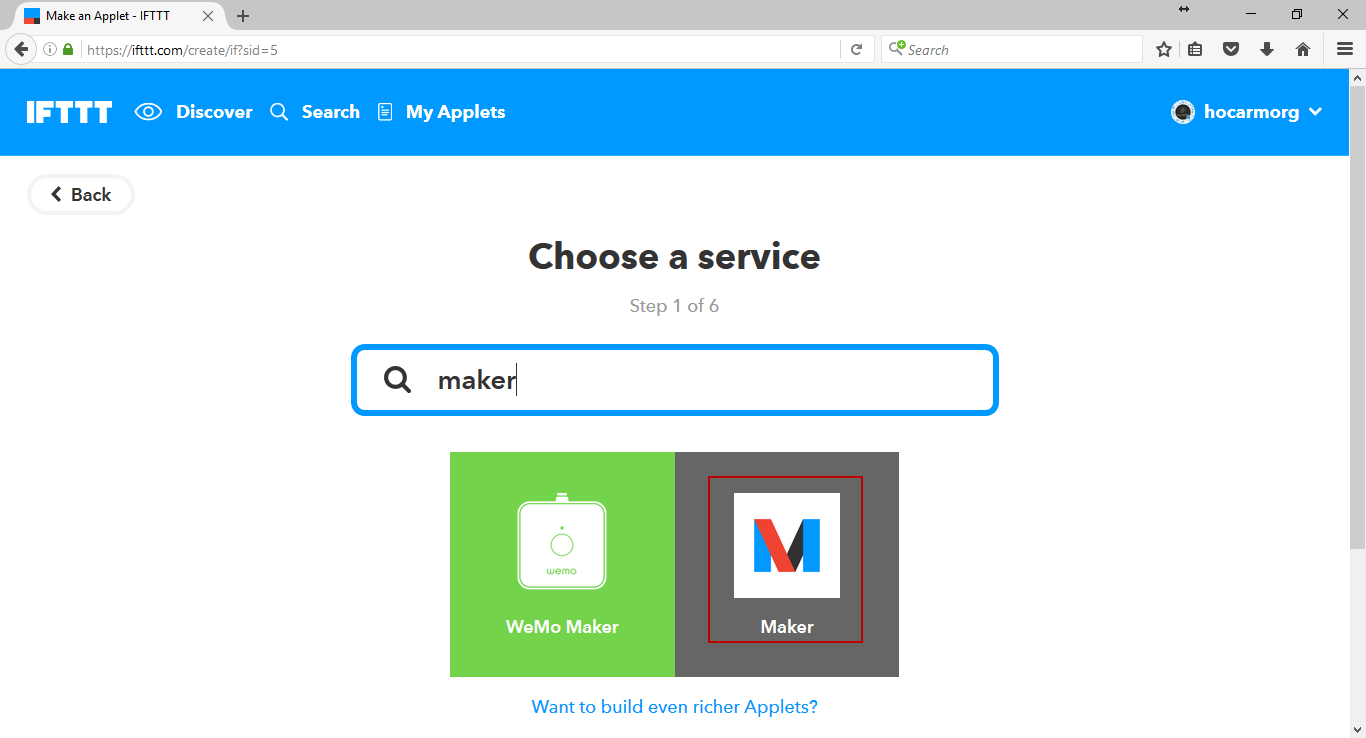 Make an Applet - IFTTT
https://ifttt.com/create/if?sid=5
Search
IFTTT Discover Search My Applets hocarmorg
Back
Choose a service
Step 1 of 6
maker
wemo
WeMo Maker Maker
Want to build even richer Applets?